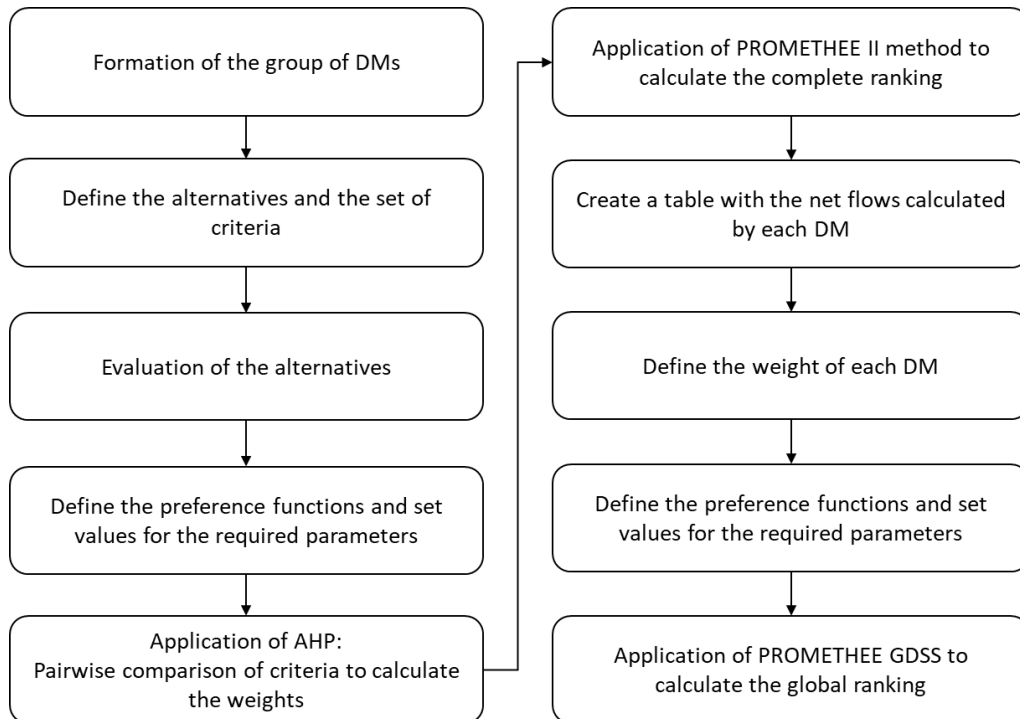 Formation of the group of DMs
Define the alternatives and the set of
criteria
Evaluation of the alternatives
Define the preference functions and set
values for the required parameters
Application of AHP:
Pairwise comparison of criteria to calculate
the weights
Application of PROMETHEE II method to
calculate the complete ranking
Create a table with the net flows calculated
by each DM
Define the weight of each DM
Define the preference functions and set
values for the required parameters
Application of PROMETHEE GDSS to
calculate the global ranking